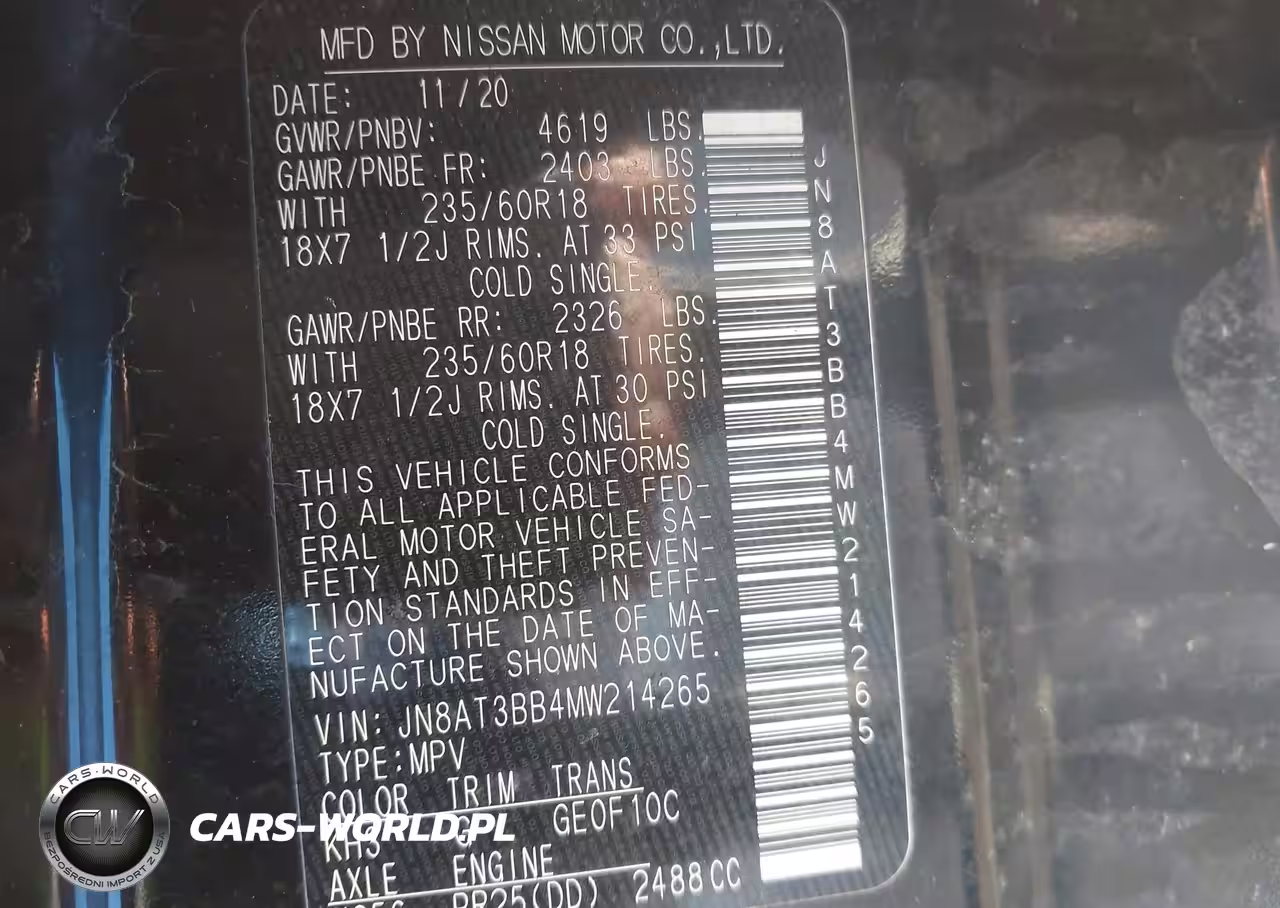 MFD BY NISSAN MOTOR CO.,LTD.
DATE: 11/20
GVWR/PNBV: 4619 LBS.
GAWR/PNBE FR: 2403 LBS.
WITH 235/60R18 TIRES.
18X7 1/2J RIMS. AT 33 PSI
COLD SINGLE.
GAWR/PNBE RR: 2326 LBS.
WITH 235/60R18 TIRES.
18X7 1/2J RIMS. AT 30 PSI
COLD SINGLE.
THIS VEHICLE CONFORMS
TO ALL APPLICABLE FED-
ERAL MOTOR VEHICLE SA-
FETY AND THEFT PREVEN-
TION STANDARDS IN EFF-
ECT ON THE DATE OF MA-
NUFACTURE SHOWN ABOVE.
VIN: JN8AT3BB4MW214265
TYPE:MPV
COLOR TRIM TRANS
KH3 GEOF10C
AXLE ENGINE
PR25(DD) 2488CC
JN8AT3BB4MW214265
CARS-WORLD
CW
BEZPOŚREDNI IMPORT Z USA
CARS-WORLD.PL